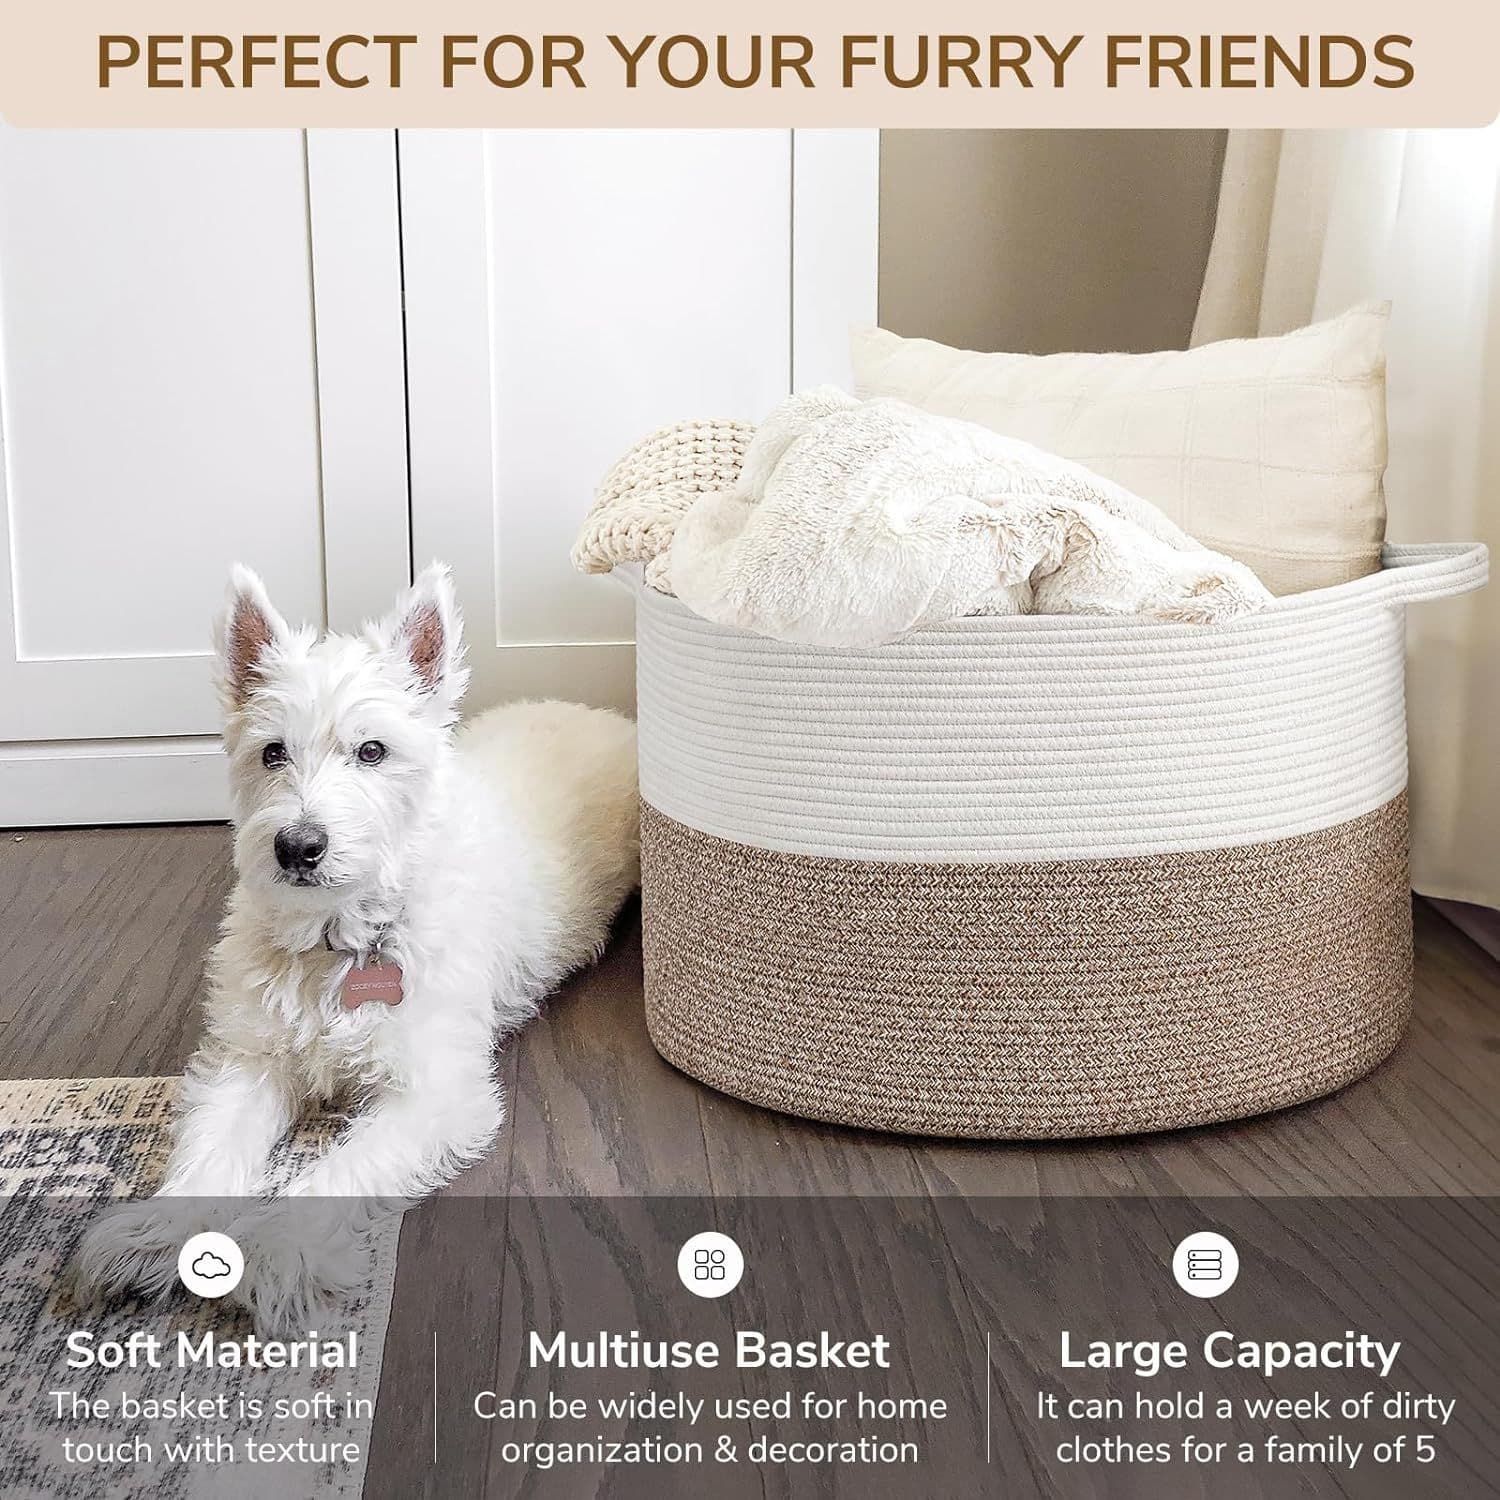 PERFECT FOR YOUR FURRY FRIENDS
Soft Material
The basket is soft in
touch with texture
Multiuse Basket
Can be widely used for home
organization & decoration
Large Capacity
It can hold a week of dirty
clothes for a family of 5